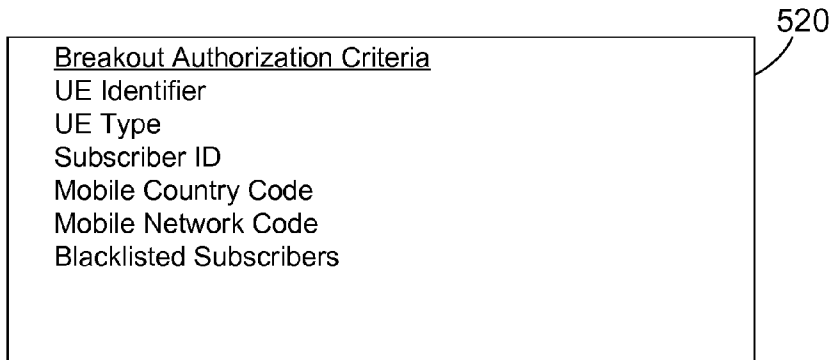 520
Breakout Authorization Criteria
UE Identifier
UE Type
Subscriber ID
Mobile Country Code
Mobile Network Code
Blacklisted Subscribers